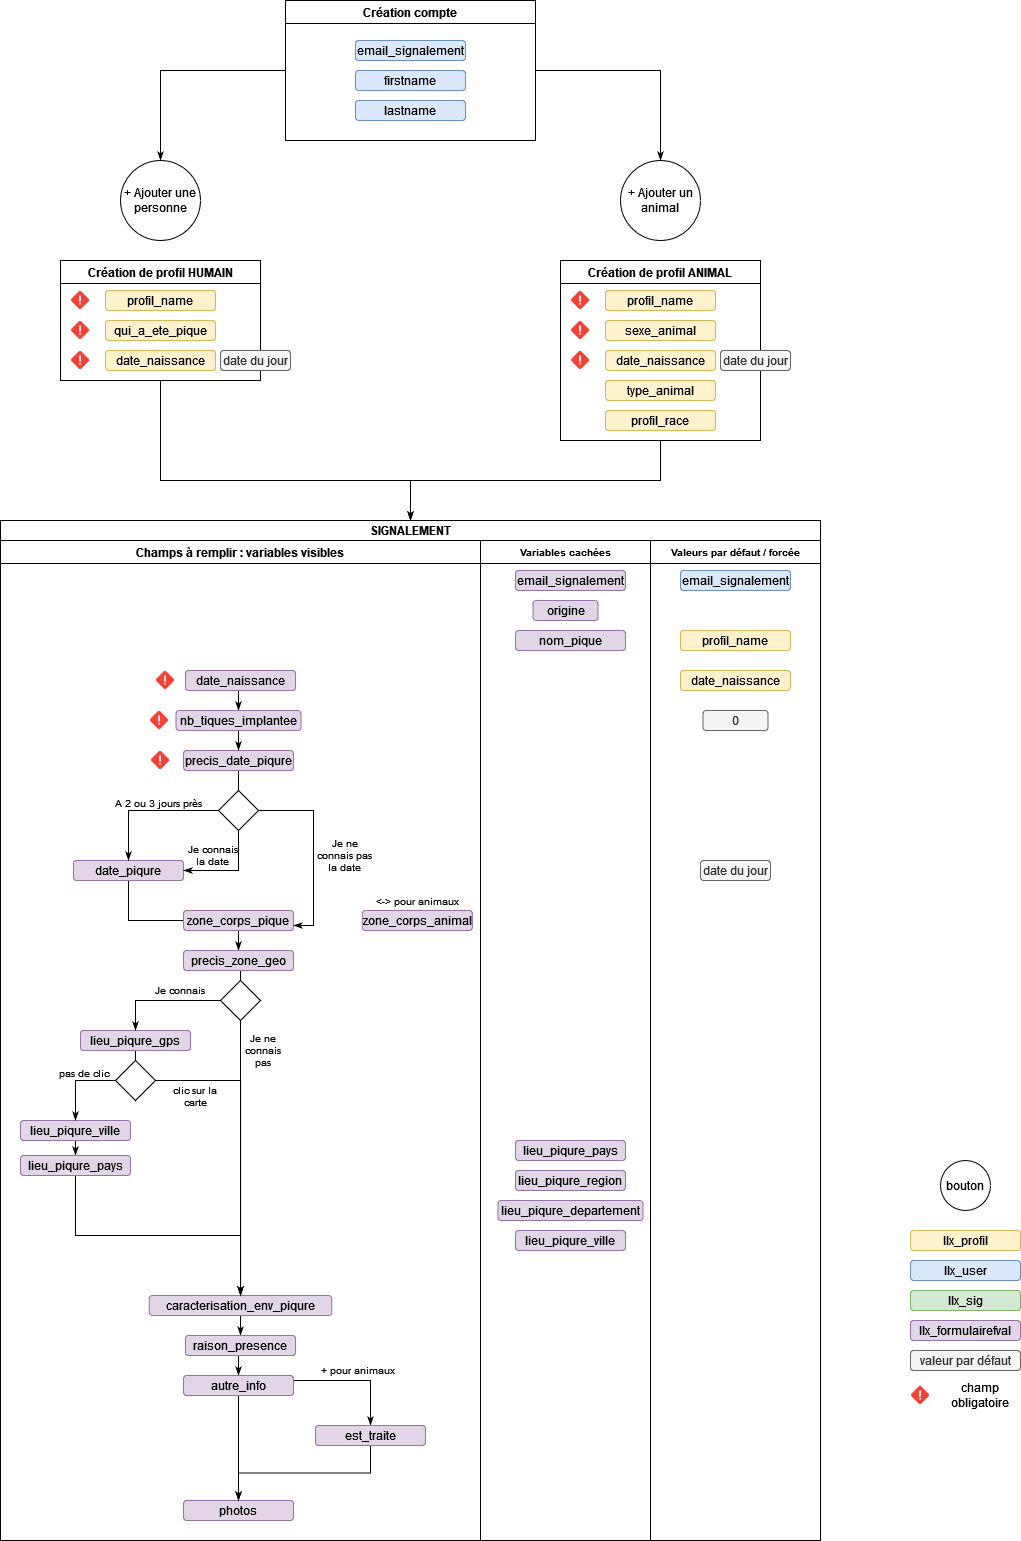 Création compte
email_signalement
firstname
lastname
+ Ajouter une
personne
+ Ajouter un
animal
Création de profil HUMAIN
! profil_name
! qui_a_ete_pique
! date_naissance date du jour
Création de profil ANIMAL
! profil_name
! sexe_animal
! date_naissance date du jour
type_animal
profil_race
SIGNALEMENT
Champs à remplir : variables visibles
Variables cachées
Valeurs par défaut / forcée
email_signalement
email_signalement
origine
nom_pique
profil_name
! date_naissance
date_naissance
! nb_tiques_implantee
0
! precis_date_piqure
A 2 ou 3 jours près
Je connais
la date
Je ne
connais pas
la date
date_piqure
date du jour
<-> pour animaux
zone_corps_pique
zone_corps_animal
precis_zone_geo
Je connais
Je ne
connais
pas
lieu_piqure_gps
pas de clic
clic sur la
carte
lieu_piqure_ville
lieu_piqure_pays
lieu_piqure_pays
lieu_piqure_region
lieu_piqure_departement
lieu_piqure_ville
caracterisation_env_piqure
raison_presence
autre_info
+ pour animaux
est_traite
photos
bouton
llx_profil
llx_user
llx_sig
llx_formulairefval
valeur par défaut
! champ
obligatoire